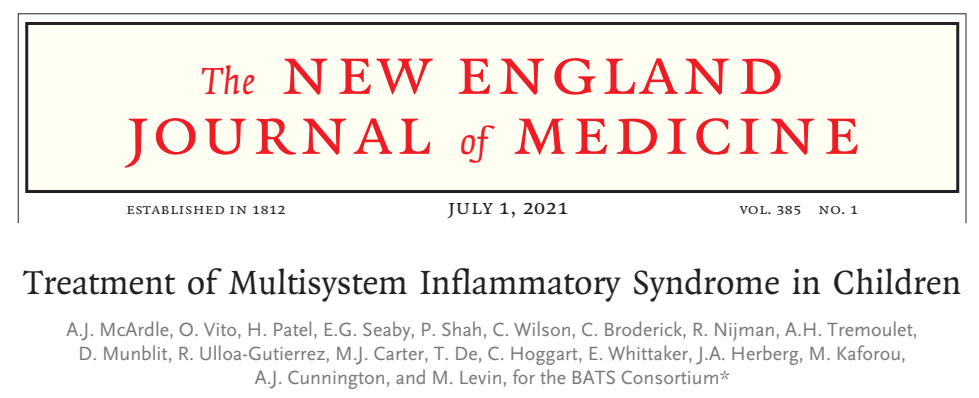 The NEW ENGLAND
JOURNAL of MEDICINE
ESTABLISHED IN 1812 JULY 1, 2021 VOL. 385 NO. 1
Treatment of Multisystem Inflammatory Syndrome in Children
A.J. McArdle, O. Vito, H. Patel, E.G. Seaby, P. Shah, C. Wilson, C. Broderick, R. Nijman, A.H. Tremoulet,
D. Munblit, R. Ulloa-Gutierrez, M.J. Carter, T. De, C. Hoggart, E. Whittaker, J.A. Herberg, M. Kaforou,
A.J. Cunnington, and M. Levin, for the BATS Consortium*